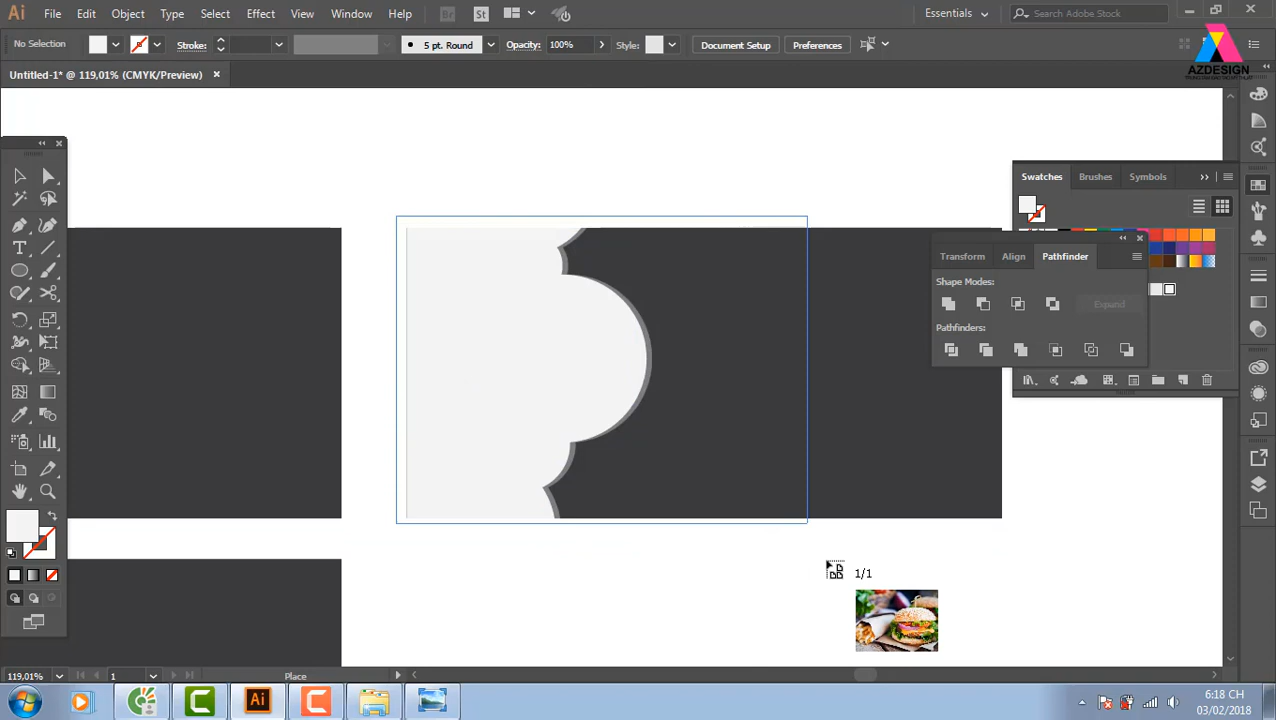 Ai File Edit Object Type Select Effect View Window Help Br St Essentials Search Adobe Stock
No Selection Stroke: 5 pt. Round Opacity: 100% Style: Document Setup Preferences
Untitled-1* @ 119,01% (CMYK/Preview)
AZDESIGN
Swatches Brushes Symbols
Transform Align Pathfinder
Shape Modes:
Expand
Pathfinders:
1/1
119,01% 1 Place
Ai 6:18 CH
03/02/2018